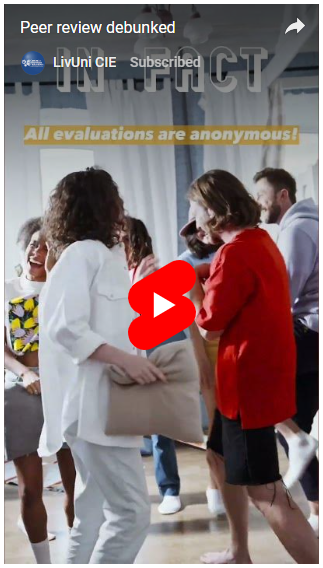 Peer review debunked
LivUni CIE Subscribed
IN FACT
All evaluations are anonymous!